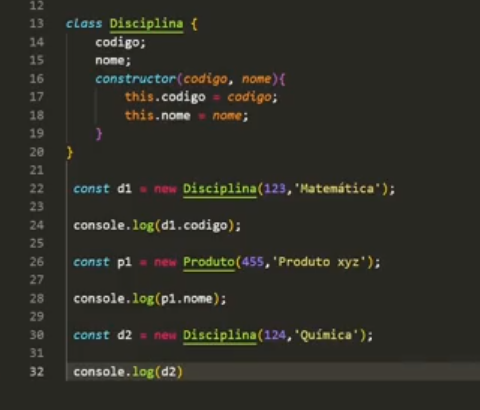 12
13 class Disciplina {
14 codigo;
15 nome;
16 constructor(codigo, nome){
17 this.codigo = codigo;
18 this.nome = nome;
19 }
20 }
21
22 const d1 = new Disciplina(123,'Matemática');
23
24 console.log(d1.codigo);
25
26 const p1 = new Produto(455,'Produto xyz');
27
28 console.log(p1.nome);
29
30 const d2 = new Disciplina(124,'Química');
31
32 console.log(d2)